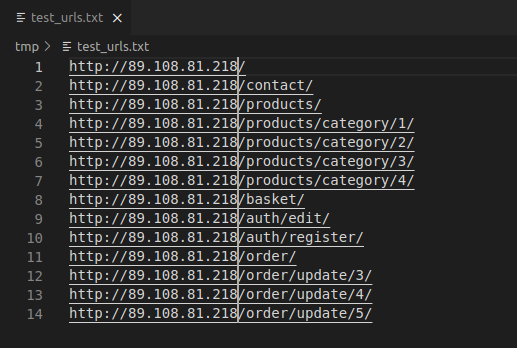 test_urls.txt
tmp > test_urls.txt
1 http://89.108.81.218/
2 http://89.108.81.218/contact/
3 http://89.108.81.218/products/
4 http://89.108.81.218/products/category/1/
5 http://89.108.81.218/products/category/2/
6 http://89.108.81.218/products/category/3/
7 http://89.108.81.218/products/category/4/
8 http://89.108.81.218/basket/
9 http://89.108.81.218/auth/edit/
10 http://89.108.81.218/auth/register/
11 http://89.108.81.218/order/
12 http://89.108.81.218/order/update/3/
13 http://89.108.81.218/order/update/4/
14 http://89.108.81.218/order/update/5/